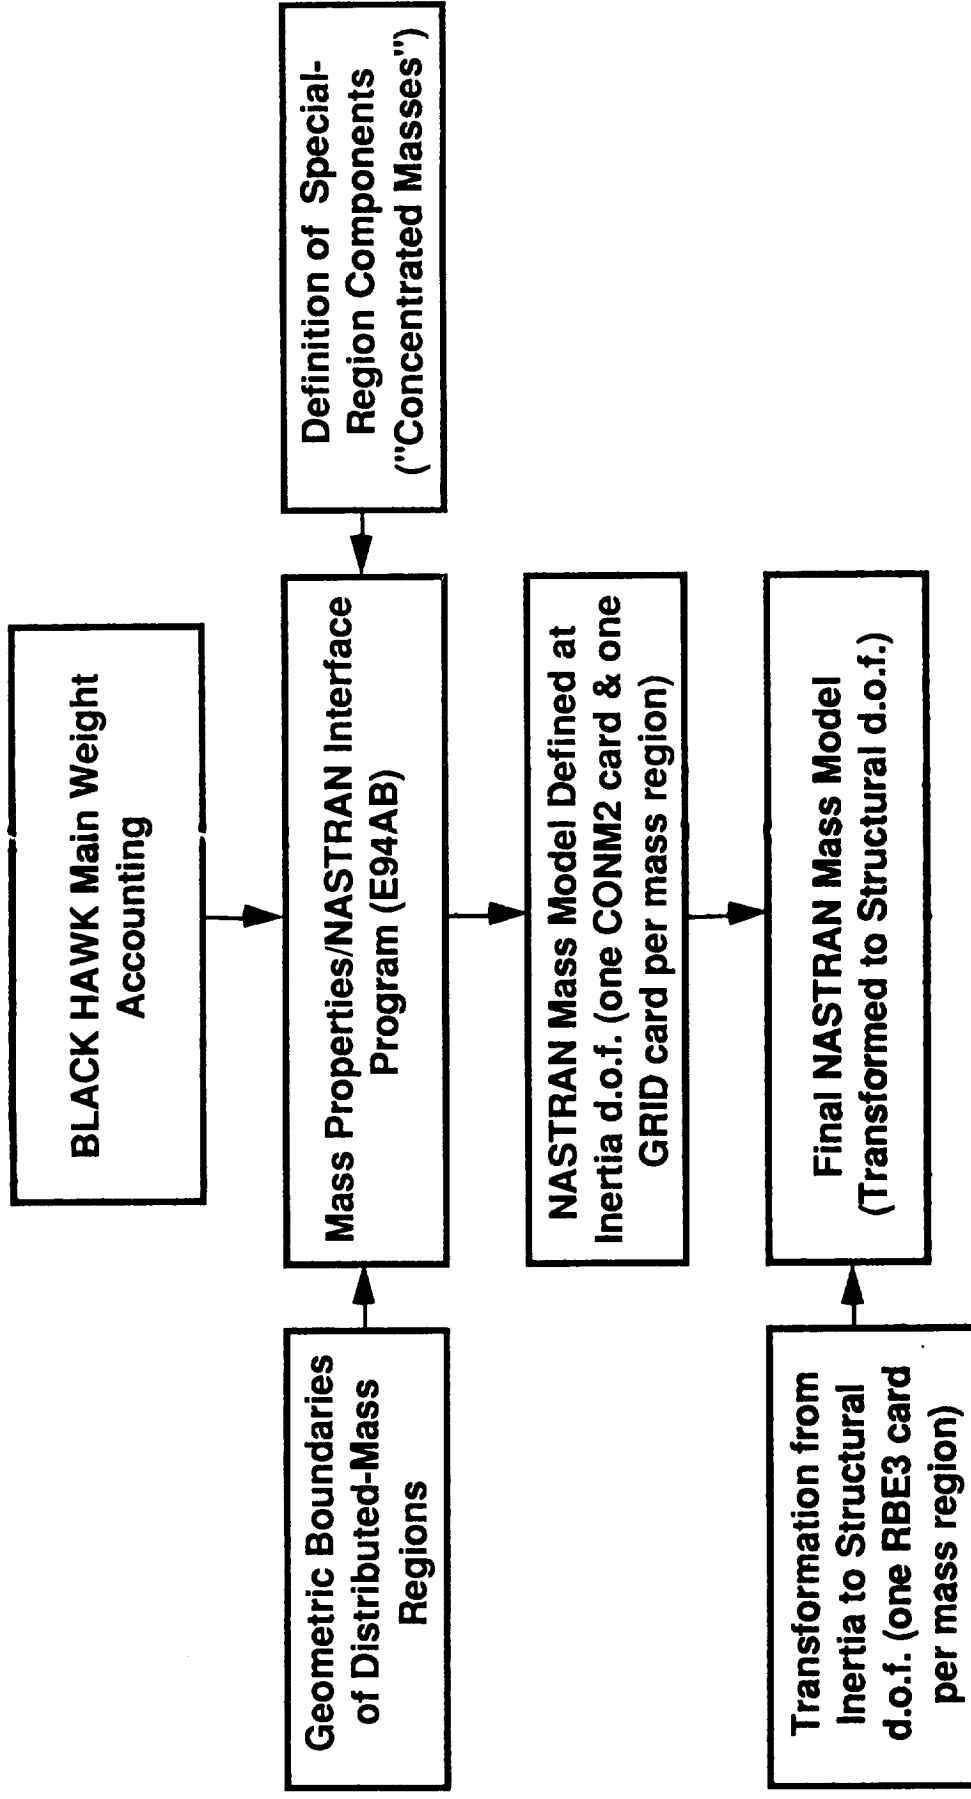 BLACK HAWK Main Weight
Accounting
Geometric Boundaries
of Distributed-Mass
Regions
Mass Properties/NASTRAN Interface
Program (E94AB)
Definition of Special-
Region Components
("Concentrated Masses")
NASTRAN Mass Model Defined at
Inertia d.o.f. (one CONM2 card & one
GRID card per mass region)
Transformation from
Inertia to Structural
d.o.f. (one RBE3 card
per mass region)
Final NASTRAN Mass Model
(Transformed to Structural d.o.f.)